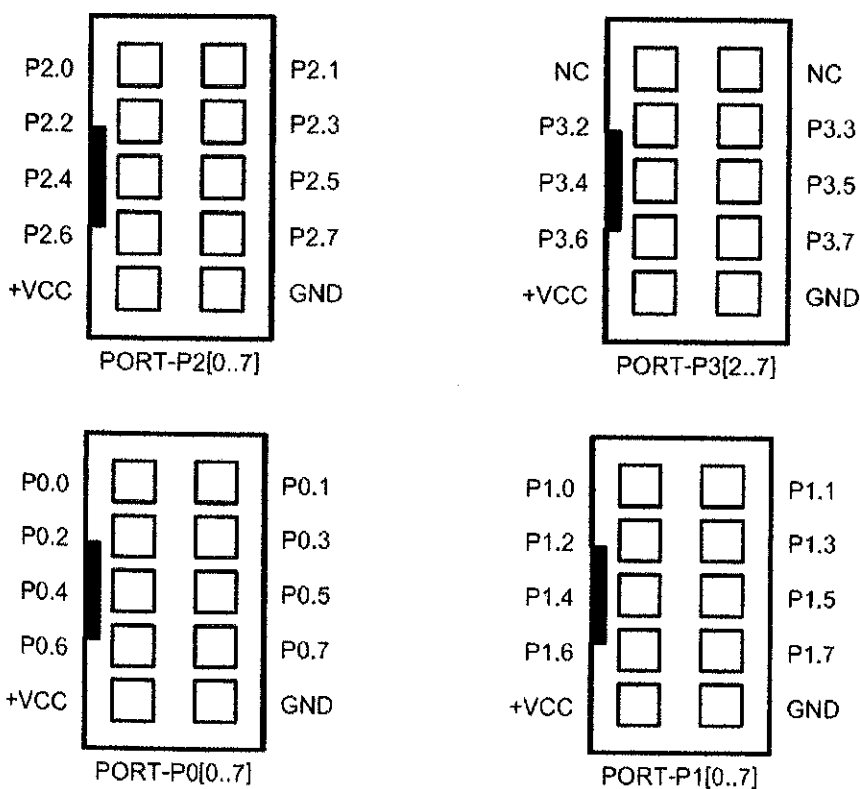 P2.0 P2.1
P2.2 P2.3
P2.4 P2.5
P2.6 P2.7
+VCC GND
PORT-P2[0..7]
NC NC
P3.2 P3.3
P3.4 P3.5
P3.6 P3.7
+VCC GND
PORT-P3[2..7]
P0.0 P0.1
P0.2 P0.3
P0.4 P0.5
P0.6 P0.7
+VCC GND
PORT-P0[0..7]
P1.0 P1.1
P1.2 P1.3
P1.4 P1.5
P1.6 P1.7
+VCC GND
PORT-P1[0..7]